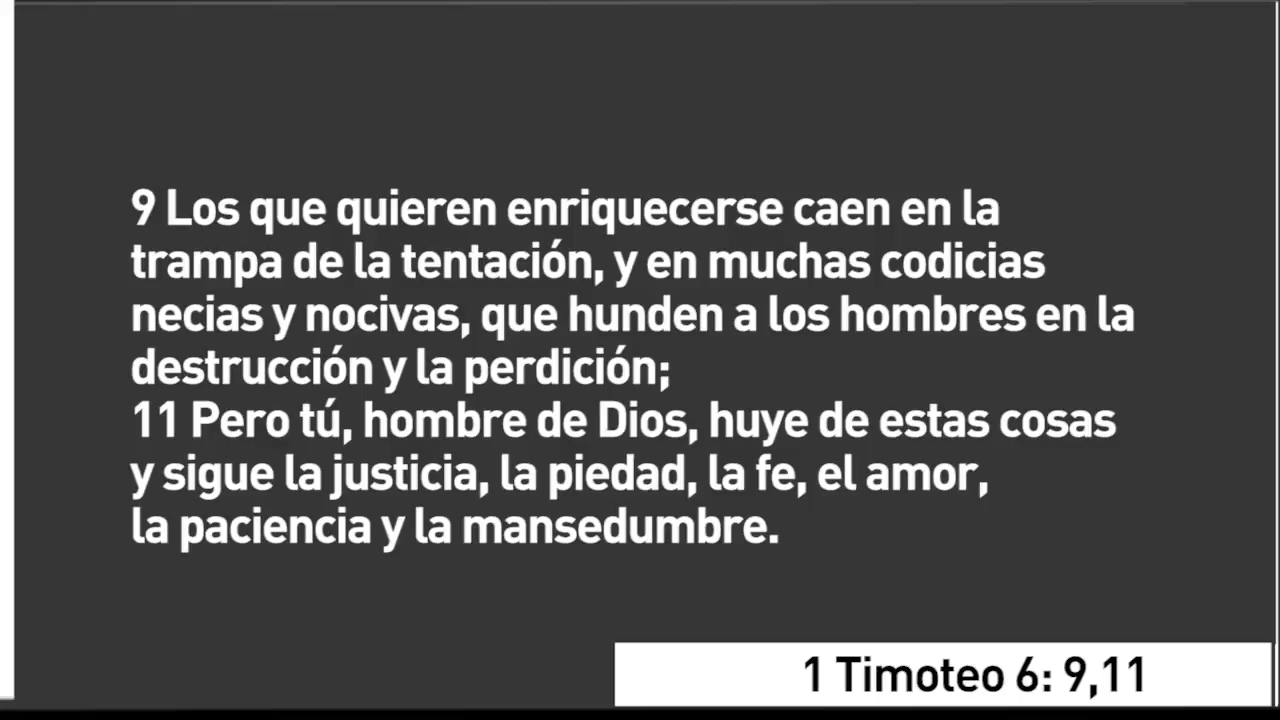 9 Los que quieren enriquecerse caen en la
trampa de la tentación, y en muchas codicias
necias y nocivas, que hunden a los hombres en la
destrucción y la perdición;
11 Pero tú, hombre de Dios, huye de estas cosas
y sigue la justicia, la piedad, la fe, el amor,
la paciencia y la mansedumbre.
1 Timoteo 6: 9,11